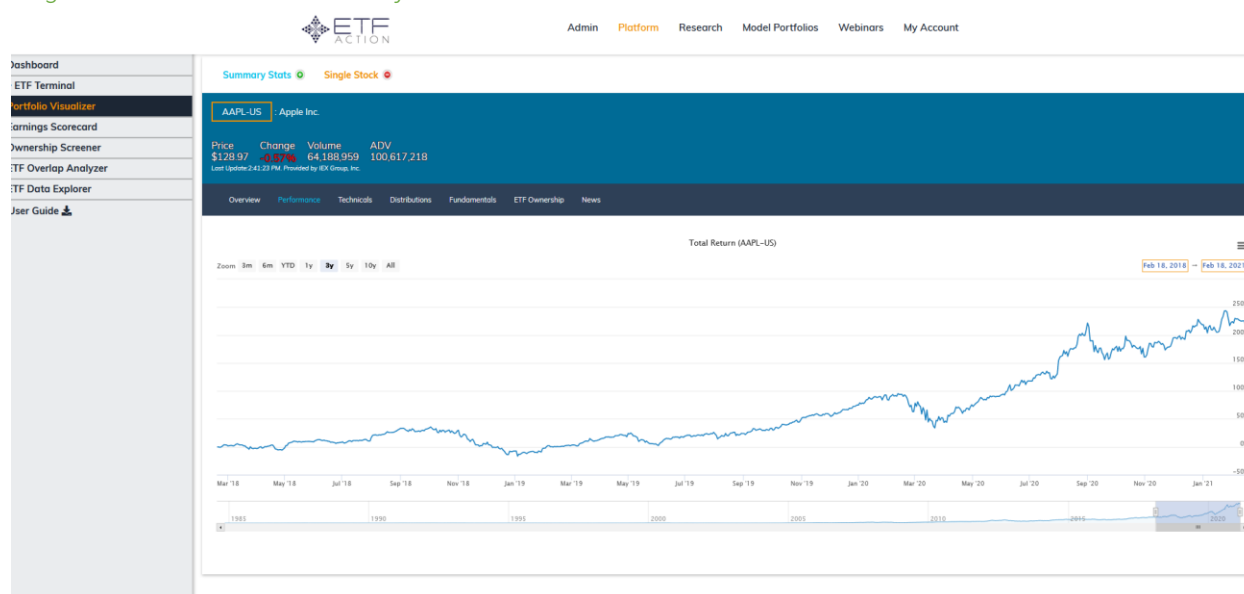 ETF
ACTION
Admin Platform Research Model Portfolios Webinars My Account
Dashboard
ETF Terminal
Portfolio Visualizer
Earnings Scorecard
Ownership Screener
ETF Overlap Analyzer
ETF Data Explorer
User Guide
Summary Stats Single Stock
AAPL-US : Apple Inc.
Price Change Volume ADV
$128.97 -0.57% 64,188,959 100,617,218
Last Update:2:41:23 PM. Provided by IEX Group, Inc.
Overview Performance Technicals Distributions Fundamentals ETF Ownership News
Total Return (AAPL-US)
Zoom 3m 6m YTD 1y 3y 5y 10y All
Feb 18, 2018 → Feb 18, 2021
250
200
150
100
50
0
-50
Mar '18 May '18 Jul '18 Sep '18 Nov '18 Jan '19 Mar '19 May '19 Jul '19 Sep '19 Nov '19 Jan '20 Mar '20 May '20 Jul '20 Sep '20 Nov '20 Jan '21
1985 1990 1995 2000 2005 2010 2015 2020